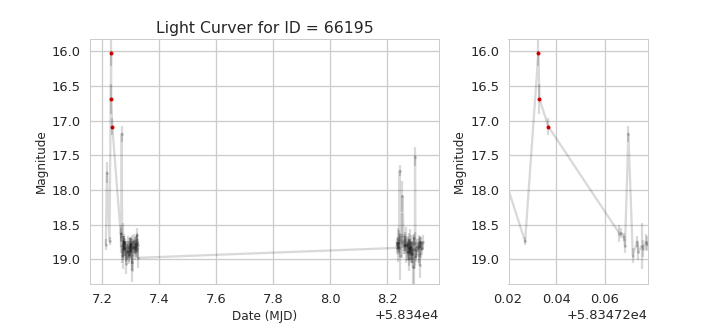 Light Curver for ID = 66195
Magnitude
16.0
16.5
17.0
17.5
18.0
18.5
19.0
7.2 7.4 7.6 7.8 8.0 8.2
Date (MJD) +5.834e4
Magnitude
16.0
16.5
17.0
17.5
18.0
18.5
19.0
0.02 0.04 0.06
+5.83472e4